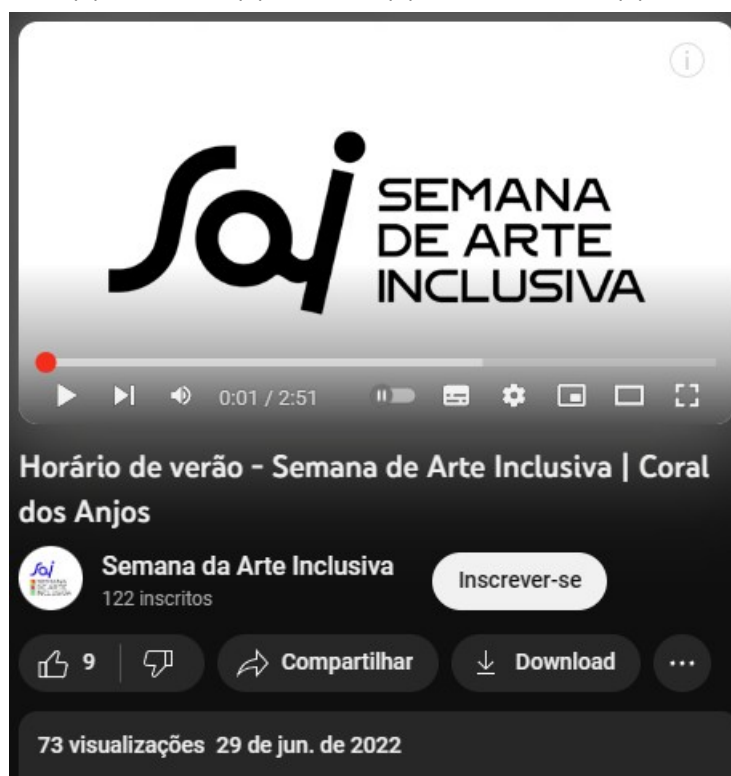 Saj
SEMANA
DE ARTE
INCLUSIVA
0:01 / 2:51
Horário de verão - Semana de Arte Inclusiva | Coral
dos Anjos
Semana da Arte Inclusiva
122 inscritos
Inscrever-se
9
Compartilhar
Download
73 visualizações 29 de jun. de 2022